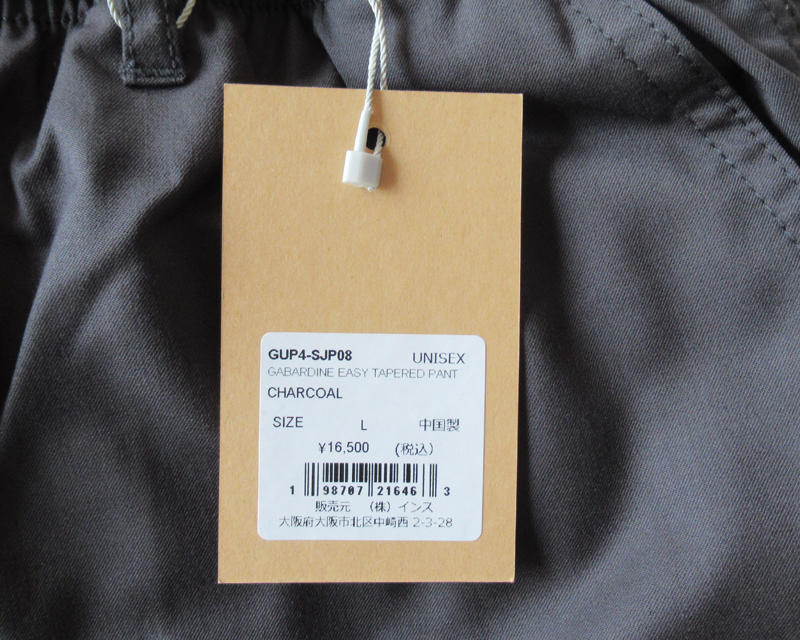 GUP4-SJP08 UNISEX
GABARDINE EASY TAPERED PANT
CHARCOAL
SIZE L 中国製
¥16,500 (税込)
1 98707 21646 3
販売元 (株) インス
大阪府大阪市北区中崎西 2-3-28